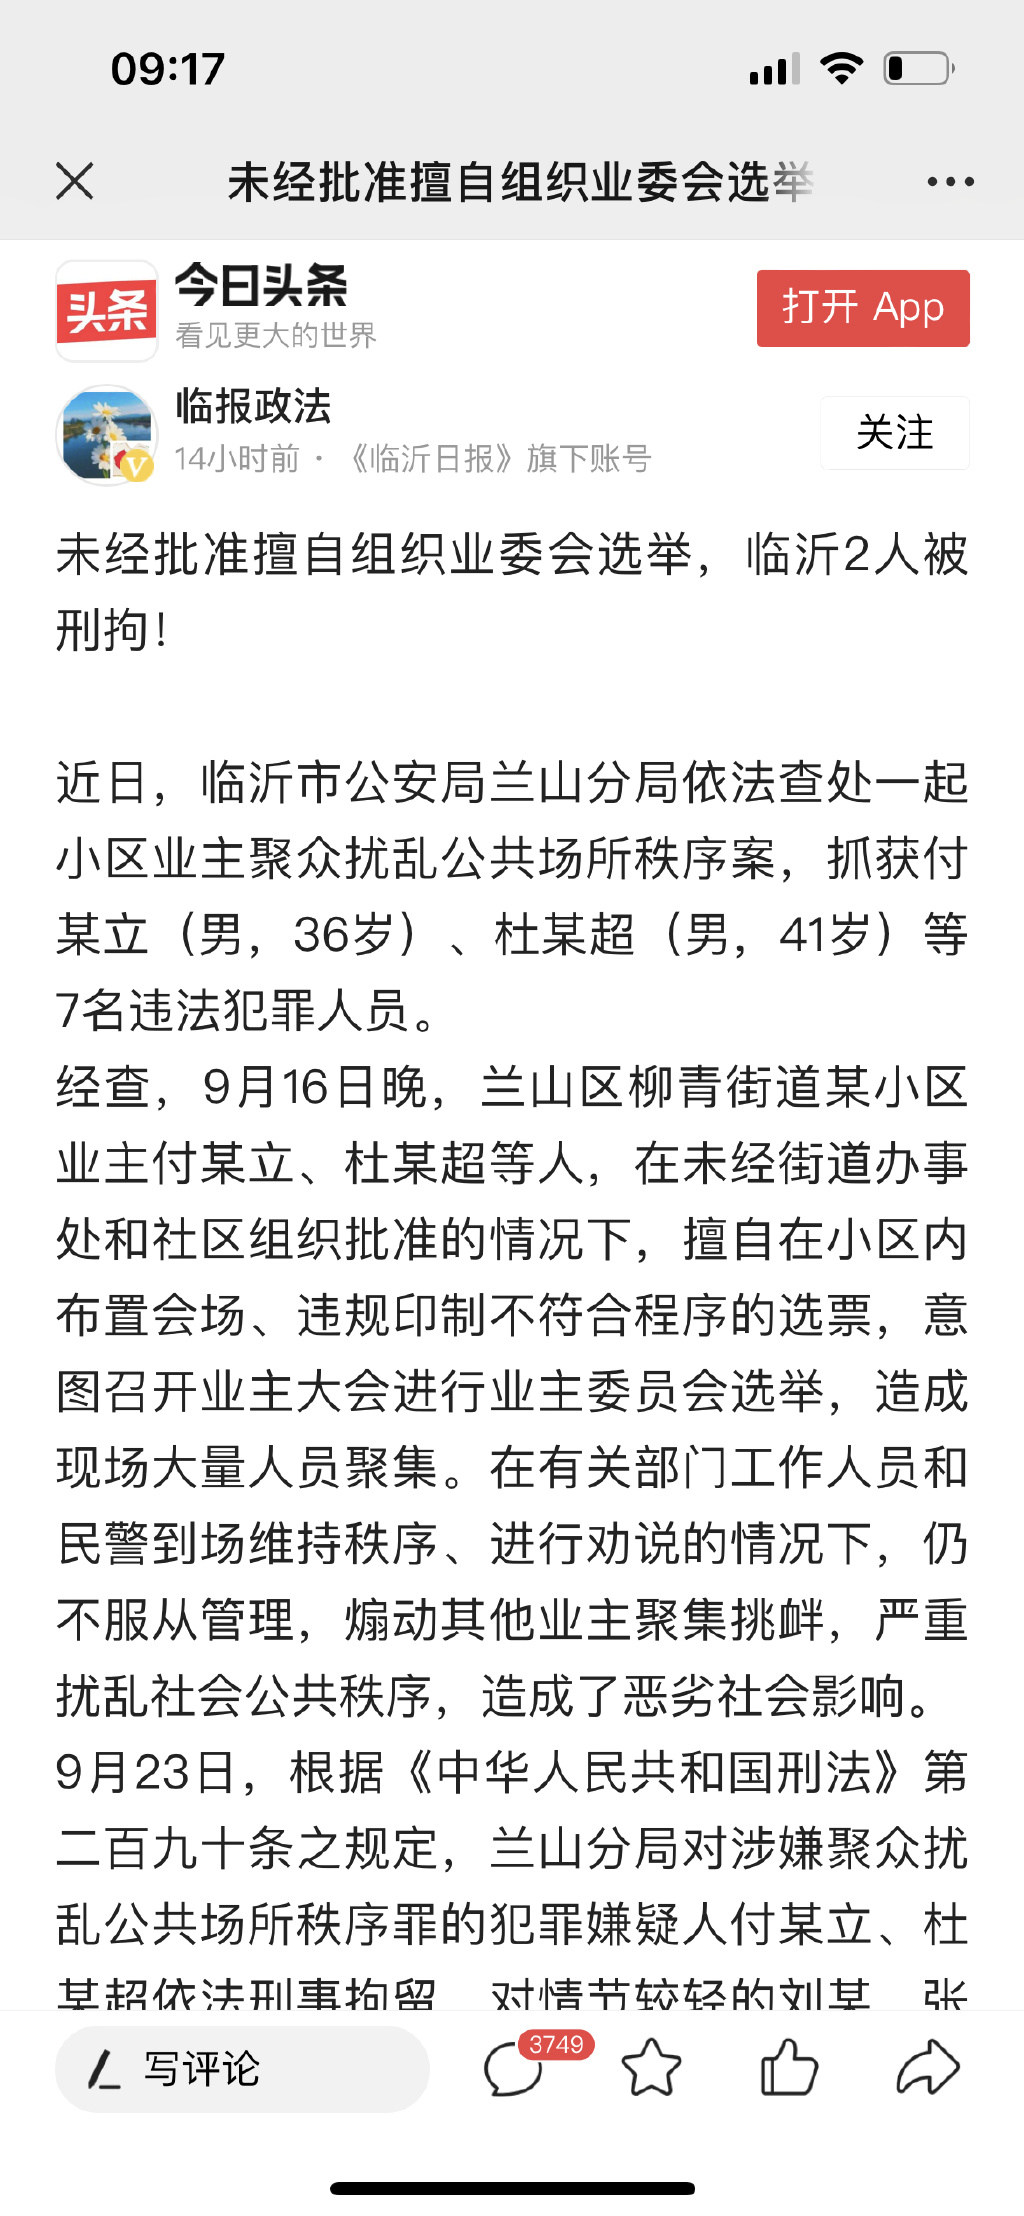 09:17
未经批准擅自组织业委会选举
头条
今日头条
看见更大的世界
打开 App
临报政法
14小时前 · 《临沂日报》旗下账号
关注
未经批准擅自组织业委会选举，临沂2人被
刑拘！
近日，临沂市公安局兰山分局依法查处一起
小区业主聚众扰乱公共场所秩序案，抓获付
某立（男，36岁）、杜某超（男，41岁）等
7名违法犯罪人员。
经查，9月16日晚，兰山区柳青街道某小区
业主付某立、杜某超等人，在未经街道办事
处和社区组织批准的情况下，擅自在小区内
布置会场、违规印制不符合程序的选票，意
图召开业主大会进行业主委员会选举，造成
现场大量人员聚集。在有关部门工作人员和
民警到场维持秩序、进行劝说的情况下，仍
不服从管理，煽动其他业主聚集挑衅，严重
扰乱社会公共秩序，造成了恶劣社会影响。
9月23日，根据《中华人民共和国刑法》第
二百九十条之规定，兰山分局对涉嫌聚众扰
乱公共场所秩序罪的犯罪嫌疑人付某立、杜
某超依法刑事拘留，对情节较轻的刘某、张
写评论
3749